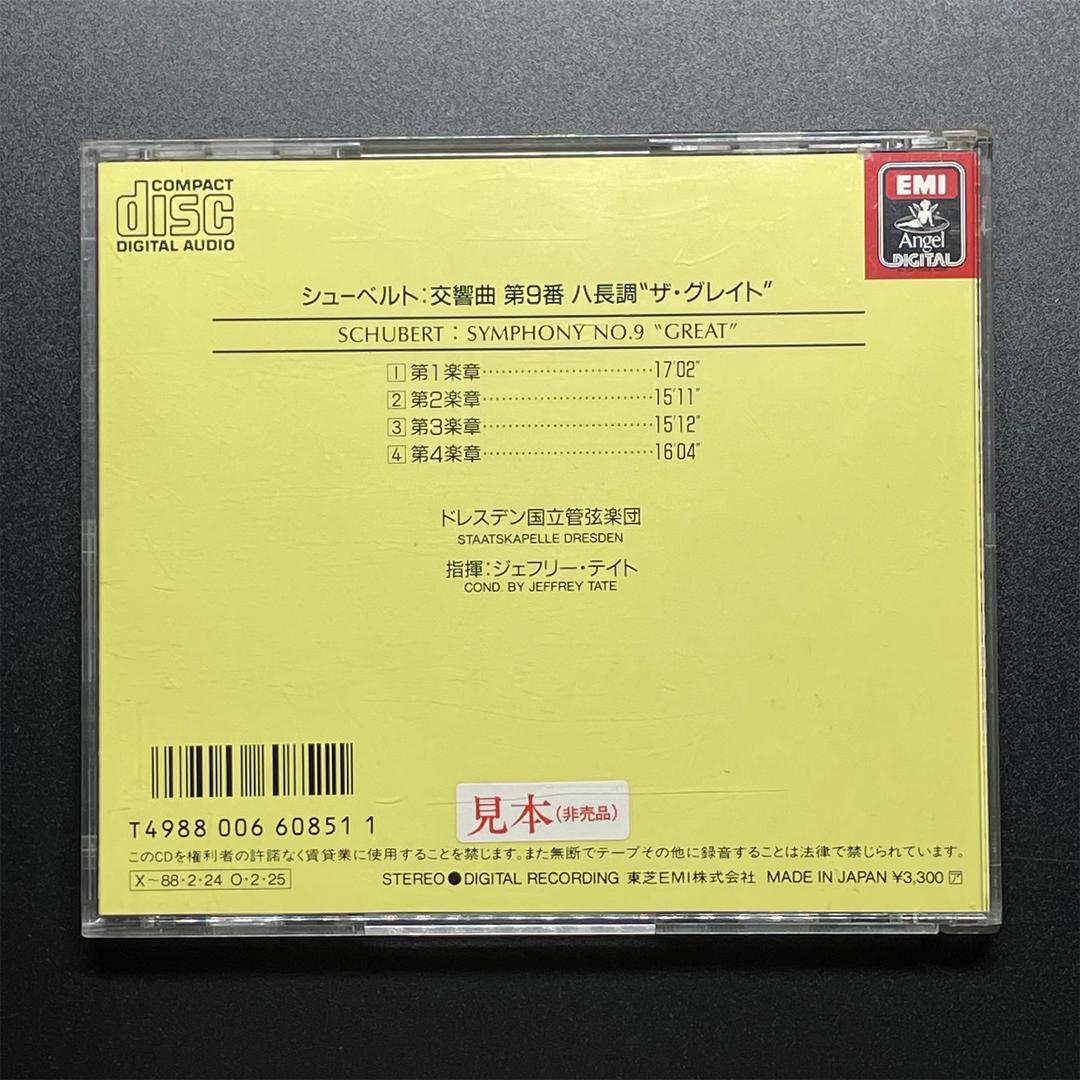 COMPACT
disc
DIGITAL AUDIO
EMI
Angel
DIGITAL
シューベルト:交響曲 第9番 ハ長調“ザ・グレイト”
SCHUBERT : SYMPHONY NO.9 “GREAT”
1 第1楽章……………………17'02"
2 第2楽章……………………15'11"
3 第3楽章……………………15'12"
4 第4楽章……………………16'04"
ドレスデン国立管弦楽団
STAATSKAPELLE DRESDEN
指揮:ジェフリー・テイト
COND. BY JEFFREY TATE
T4988 006 60851 1
見本(非売品)
このCDを権利者の許諾なく賃貸業に使用することを禁じます。また無断でテープその他に録音することは法律で禁じられています。
X〜88・2・24 O・2・25
STEREO●DIGITAL RECORDING 東芝EMI株式会社 MADE IN JAPAN ¥3,300 ア